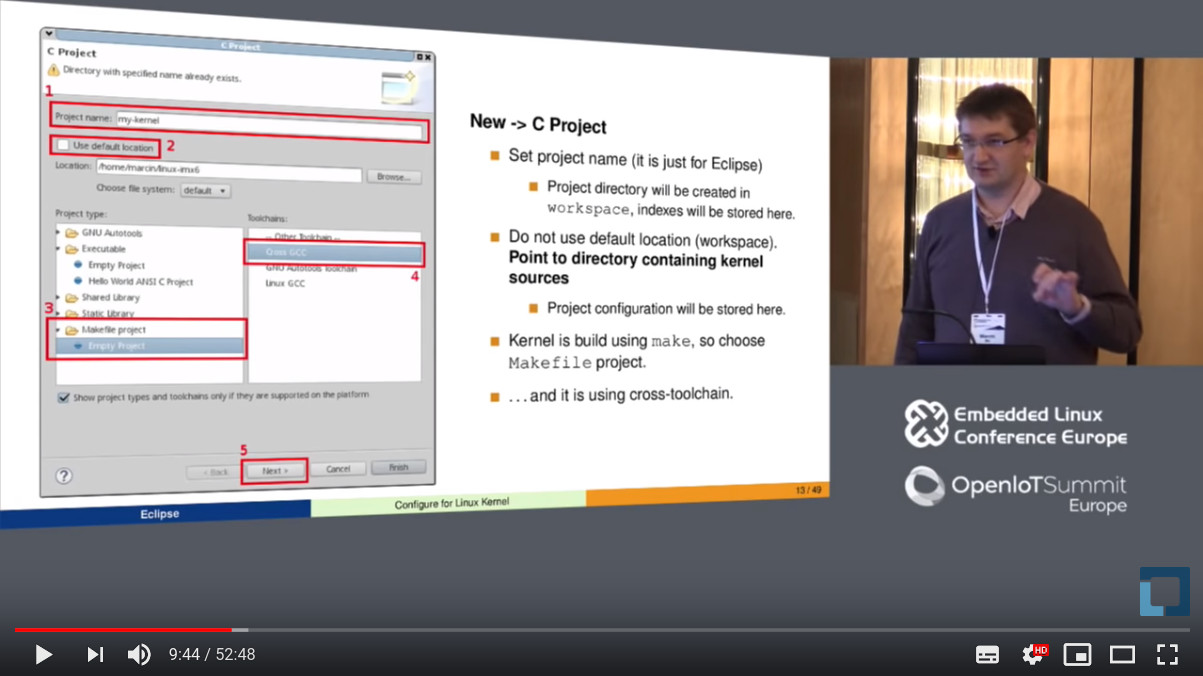 C Project
C Project
Directory with specified name already exists.
1
Project name: my-kernel
Use default location 2
Location: /home/marcin/linux-imx6 Browse...
Choose file system: default
Project type:
GNU Autotools
Executable
Empty Project
Hello World ANSI C Project
Shared Library
3 Static Library
Makefile project
Empty Project
Toolchains:
-- Other Toolchain --
Cross GCC
4
GNU Autotools Toolchain
Linux GCC
Show project types and toolchains only if they are supported on the platform
5
? < Back Next > Cancel Finish
New -> C Project
Set project name (it is just for Eclipse)
Project directory will be created in
workspace, indexes will be stored here.
Do not use default location (workspace).
Point to directory containing kernel
sources
Project configuration will be stored here.
Kernel is build using make, so choose
Makefile project.
...and it is using cross-toolchain.
13 / 49
Eclipse Configure for Linux Kernel
Embedded Linux
Conference Europe
OpenIoTSummit
Europe
9:44 / 52:48
HD